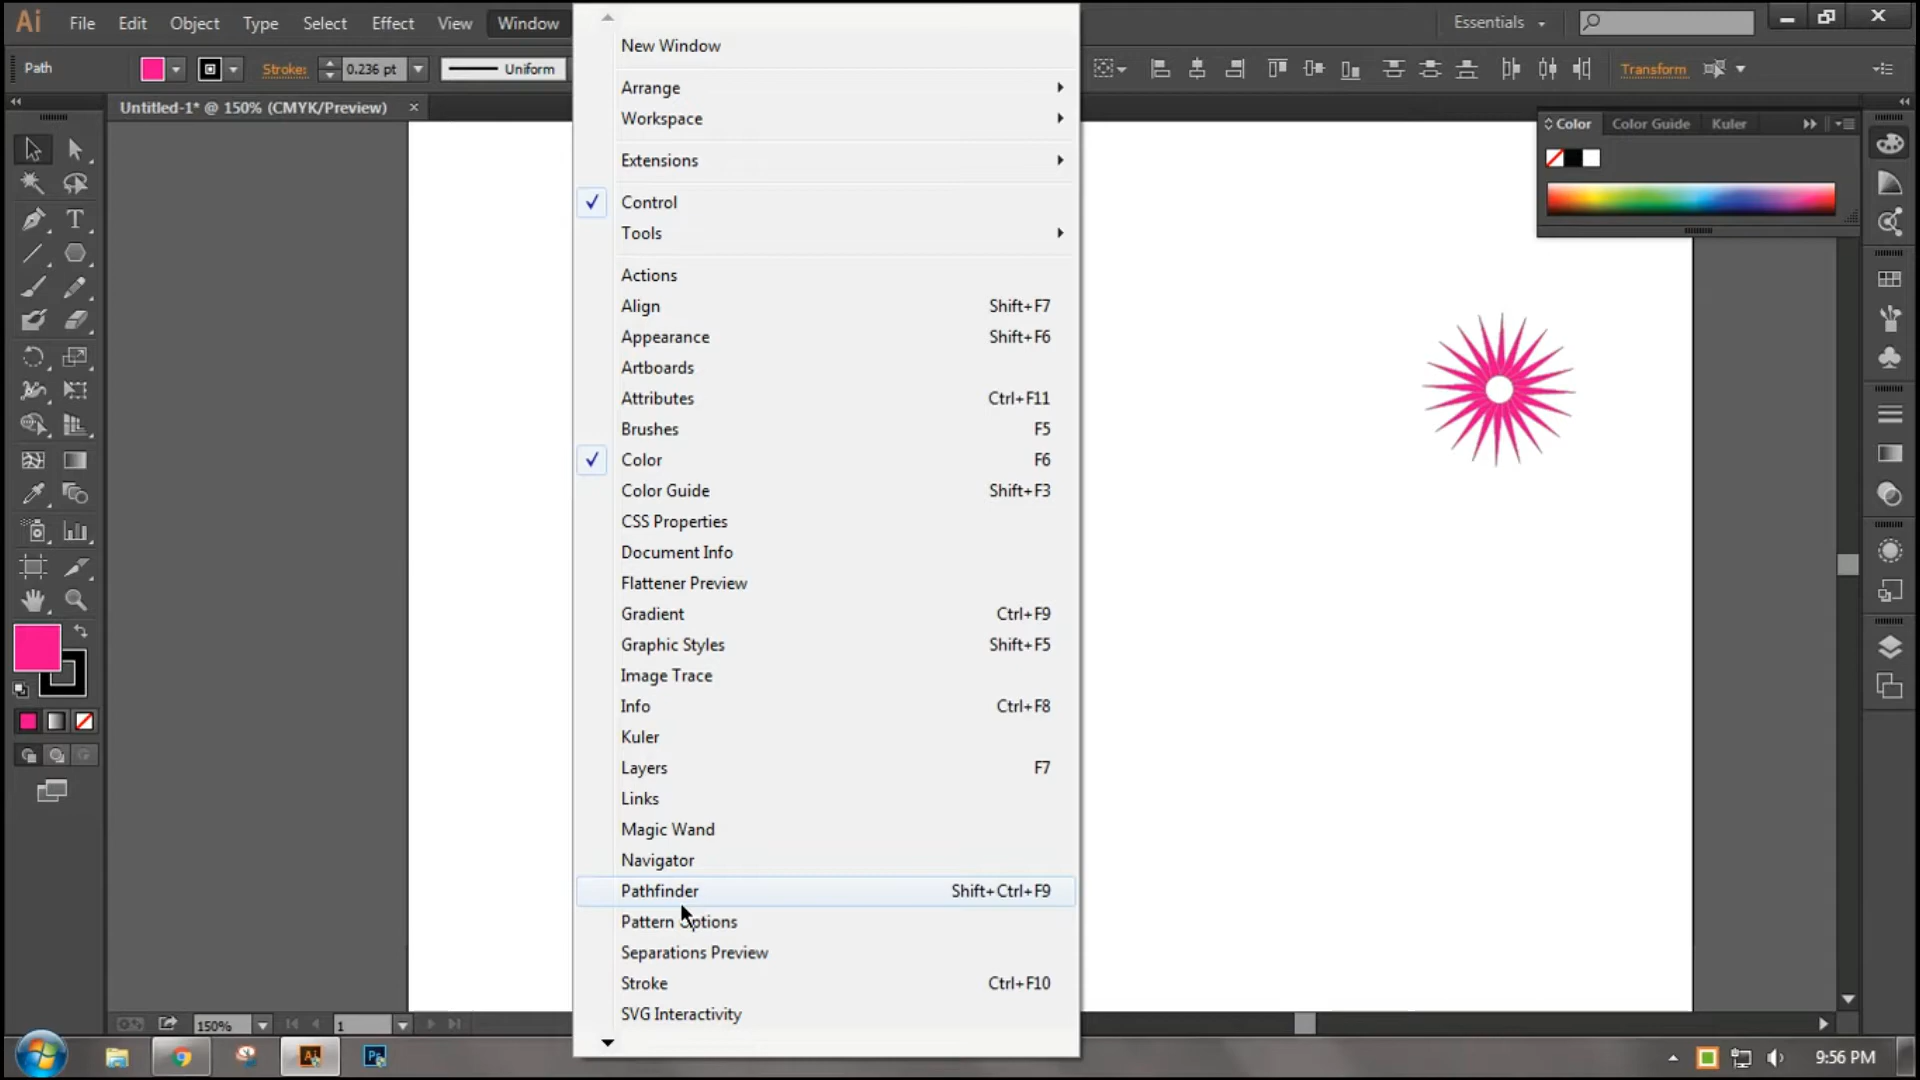 Ai File Edit Object Type Select Effect View Window
Essentials
Path
Stroke: 0.236 pt Uniform
Transform
Untitled-1* @ 150% (CMYK/Preview) ×
Color Color Guide Kuler
New Window
Arrange
Workspace
Extensions
Control
Tools
Actions
Align Shift+F7
Appearance Shift+F6
Artboards
Attributes Ctrl+F11
Brushes F5
Color F6
Color Guide Shift+F3
CSS Properties
Document Info
Flattener Preview
Gradient Ctrl+F9
Graphic Styles Shift+F5
Image Trace
Info Ctrl+F8
Kuler
Layers F7
Links
Magic Wand
Navigator
Pathfinder Shift+Ctrl+F9
Pattern Options
Separations Preview
Stroke Ctrl+F10
SVG Interactivity
150% 1
Ai Ps 9:56 PM